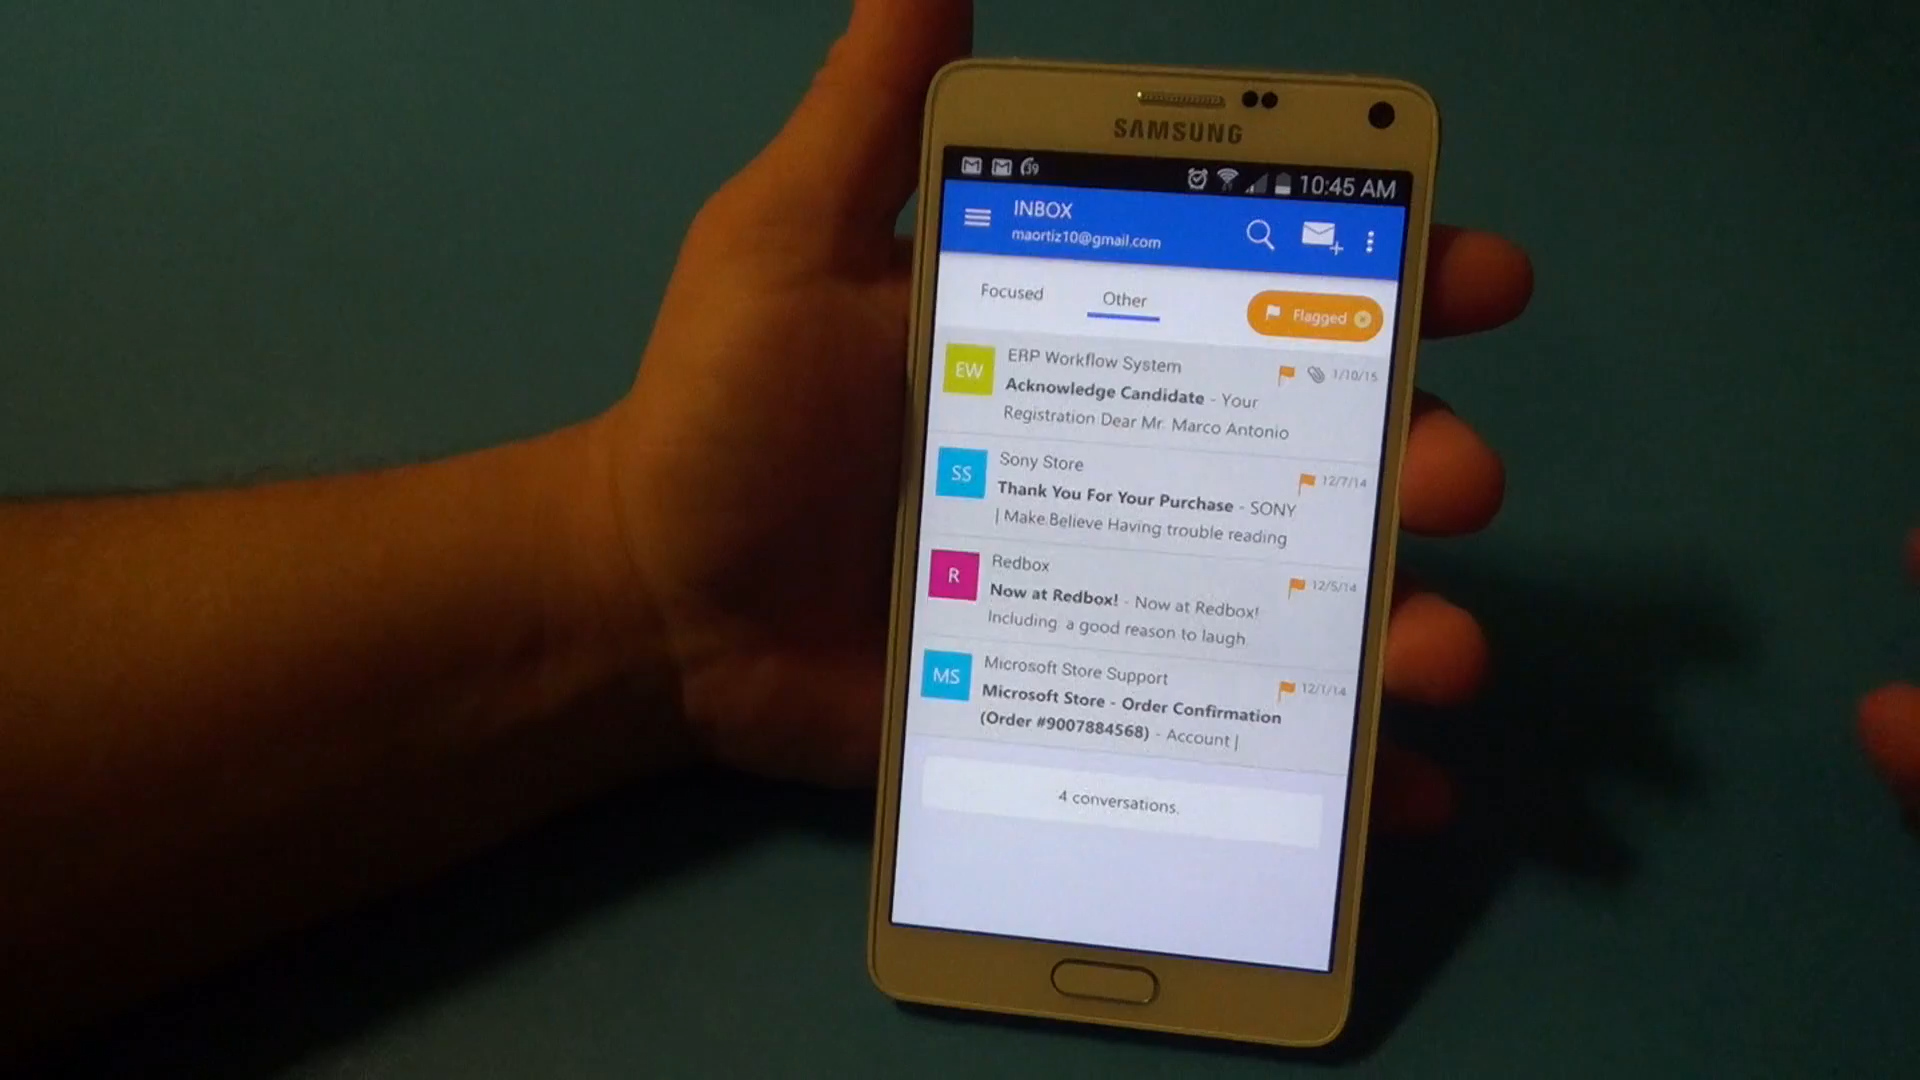 SAMSUNG
39
10:45 AM
INBOX
maortiz10@gmail.com
Focused
Other
Flagged
EW
ERP Workflow System
1/10/15
Acknowledge Candidate - Your
Registration Dear Mr. Marco Antonio
SS
Sony Store
12/7/14
Thank You For Your Purchase - SONY
| Make.Believe Having trouble reading
R
Redbox
12/5/14
Now at Redbox! - Now at Redbox!
Including: a good reason to laugh.
MS
Microsoft Store Support
12/1/14
Microsoft Store - Order Confirmation
(Order #9007884568) - Account |
4 conversations.